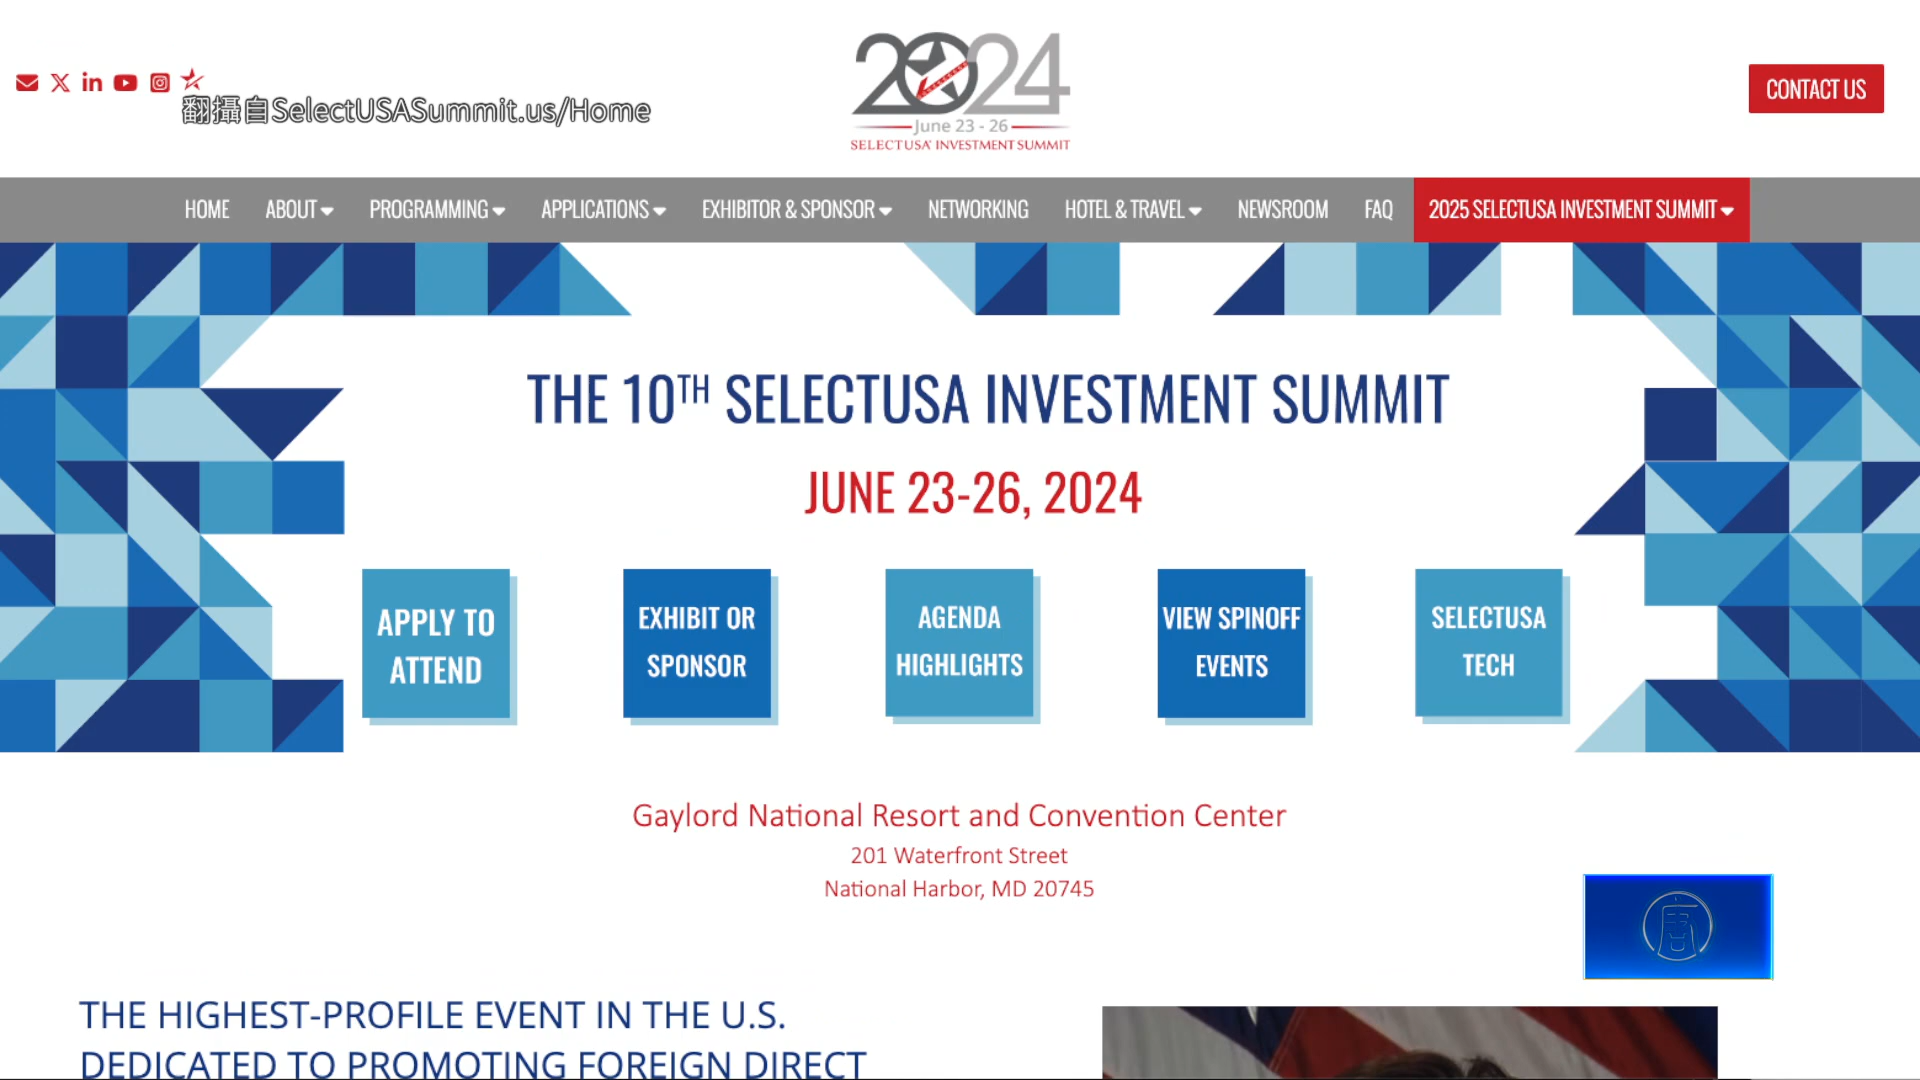 2024
June 23 - 26
SELECTUSA® INVESTMENT SUMMIT
翻攝自SelectUSASummit.us/Home
CONTACT US
HOME
ABOUT
PROGRAMMING
APPLICATIONS
EXHIBITOR & SPONSOR
NETWORKING
HOTEL & TRAVEL
NEWSROOM
FAQ
2025 SELECTUSA INVESTMENT SUMMIT
THE 10TH SELECTUSA INVESTMENT SUMMIT
JUNE 23-26, 2024
APPLY TO
ATTEND
EXHIBIT OR
SPONSOR
AGENDA
HIGHLIGHTS
VIEW SPINOFF
EVENTS
SELECTUSA
TECH
Gaylord National Resort and Convention Center
201 Waterfront Street
National Harbor, MD 20745
THE HIGHEST-PROFILE EVENT IN THE U.S.
DEDICATED TO PROMOTING FOREIGN DIRECT